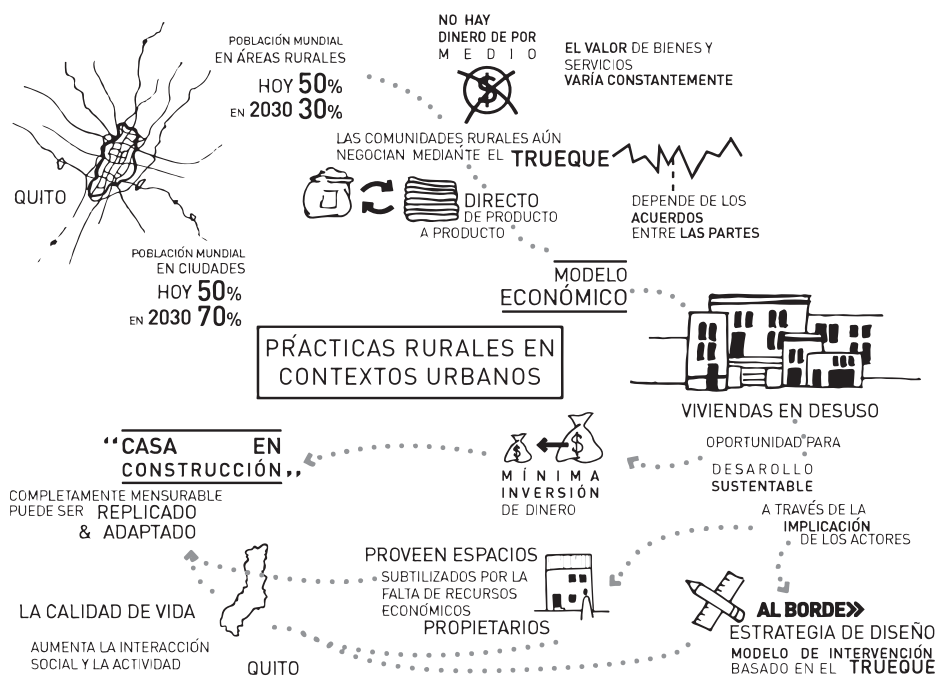 POBLACIÓN MUNDIAL
EN ÁREAS RURALES
HOY 50%
EN 2030 30%
NO HAY
DINERO DE POR
MEDIO
$
EL VALOR DE BIENES Y
SERVICIOS
VARÍA CONSTANTEMENTE
LAS COMUNIDADES RURALES AÚN
NEGOCIAN MEDIANTE EL TRUEQUE
DIRECTO
DE PRODUCTO
A PRODUCTO
DEPENDE DE LOS
ACUERDOS
ENTRE LAS PARTES
QUITO
POBLACIÓN MUNDIAL
EN CIUDADES
HOY 50%
EN 2030 70%
MODELO
ECONÓMICO
PRÁCTICAS RURALES EN
CONTEXTOS URBANOS
VIVIENDAS EN DESUSO
OPORTUNIDAD PARA
DESAROLLO
SUSTENTABLE
A TRAVÉS DE LA
IMPLICACIÓN
DE LOS ACTORES
$ $
MÍNIMA
INVERSIÓN
DE DINERO
“CASA EN
CONSTRUCCIÓN„
COMPLETAMENTE MENSURABLE
PUEDE SER REPLICADO
& ADAPTADO
PROVEEN ESPACIOS
SUBTILIZADOS POR LA
FALTA DE RECURSOS
ECONÓMICOS
PROPIETARIOS
AL BORDE»
ESTRATEGIA DE DISEÑO
MODELO DE INTERVENCIÓN
BASADO EN EL TRUEQUE
LA CALIDAD DE VIDA
AUMENTA LA INTERACCIÓN
SOCIAL Y LA ACTIVIDAD
QUITO